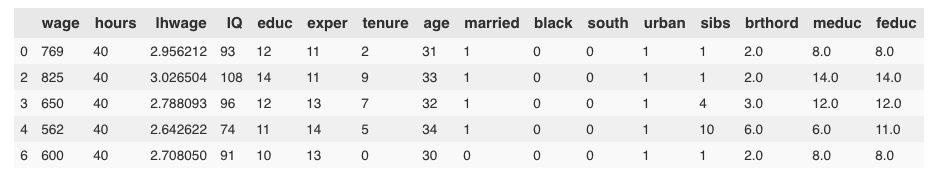 wage hours lhwage IQ educ exper tenure age married black south urban sibs brthord meduc feduc
0 769 40 2.956212 93 12 11 2 31 1 0 0 1 1 2.0 8.0 8.0
2 825 40 3.026504 108 14 11 9 33 1 0 0 1 1 2.0 14.0 14.0
3 650 40 2.788093 96 12 13 7 32 1 0 0 1 4 3.0 12.0 12.0
4 562 40 2.642622 74 11 14 5 34 1 0 0 1 10 6.0 6.0 11.0
6 600 40 2.708050 91 10 13 0 30 0 0 0 1 1 2.0 8.0 8.0